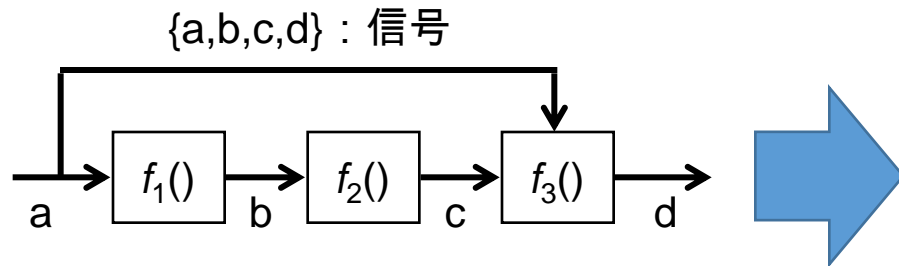 {a,b,c,d}：信号
f₁() f₂() f₃()
a b c d